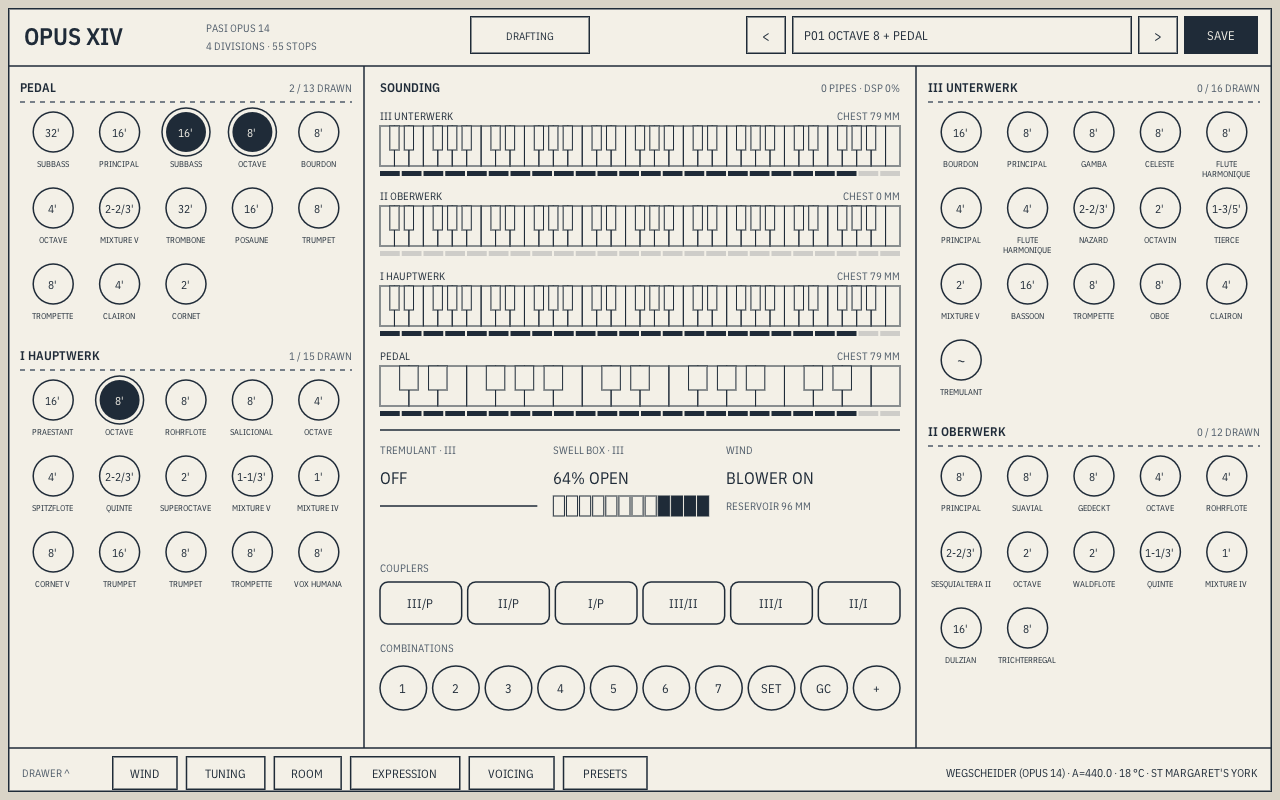 OPUS XIV
PASI OPUS 14
4 DIVISIONS · 55 STOPS
DRAFTING
<
P01 OCTAVE 8 + PEDAL
>
SAVE
PEDAL
2 / 13 DRAWN
32' 16' 16' 8' 8'
SUBBASS PRINCIPAL SUBBASS OCTAVE BOURDON
4' 2-2/3' 32' 16' 8'
OCTAVE MIXTURE V TROMBONE POSAUNE TRUMPET
8' 4' 2'
TROMPETTE CLAIRON CORNET
I HAUPTWERK
1 / 15 DRAWN
16' 8' 8' 8' 4'
PRAESTANT OCTAVE ROHRFLOTE SALICIONAL OCTAVE
4' 2-2/3' 2' 1-1/3' 1'
SPITZFLOTE QUINTE SUPEROCTAVE MIXTURE V MIXTURE IV
8' 16' 8' 8' 8'
CORNET V TRUMPET TRUMPET TROMPETTE VOX HUMANA
SOUNDING
0 PIPES · DSP 0%
III UNTERWERK
CHEST 79 MM
II OBERWERK
CHEST 0 MM
I HAUPTWERK
CHEST 79 MM
PEDAL
CHEST 79 MM
TREMULANT · III
OFF
SWELL BOX · III
64% OPEN
WIND
BLOWER ON
RESERVOIR 96 MM
COUPLERS
III/P II/P I/P III/II III/I II/I
COMBINATIONS
1 2 3 4 5 6 7 SET GC +
III UNTERWERK
0 / 16 DRAWN
16' 8' 8' 8' 8'
BOURDON PRINCIPAL GAMBA CELESTE FLUTE
HARMONIQUE
4' 4' 2-2/3' 2' 1-3/5'
PRINCIPAL FLUTE NAZARD OCTAVIN TIERCE
HARMONIQUE
2' 16' 8' 8' 4'
MIXTURE V BASSOON TROMPETTE OBOE CLAIRON
~
TREMULANT
II OBERWERK
0 / 12 DRAWN
8' 8' 8' 4' 4'
PRINCIPAL SUAVIAL GEDECKT OCTAVE ROHRFLOTE
2-2/3' 2' 2' 1-1/3' 1'
SESQUIALTERA II OCTAVE WALDFLOTE QUINTE MIXTURE IV
16' 8'
DULZIAN TRICHTERREGAL
DRAWER ^
WIND TUNING ROOM EXPRESSION VOICING PRESETS
WEGSCHEIDER (OPUS 14) · A=440.0 · 18 °C · ST MARGARET'S YORK